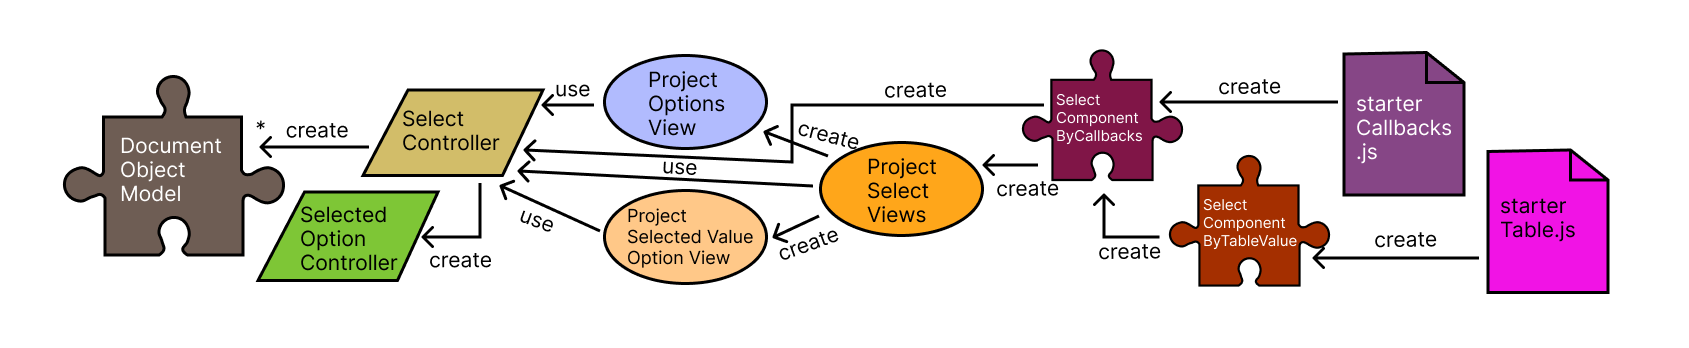 Document
Object
Model
*
create
Select
Controller
Selected
Option
Controller
create
use
Project
Options
View
create
use
use
Project
Selected Value
Option View
create
Project
Select
Views
create
create
Select
Component
ByCallbacks
create
create
Select
Component
ByTableValue
starter
Callbacks
.js
create
starter
Table.js